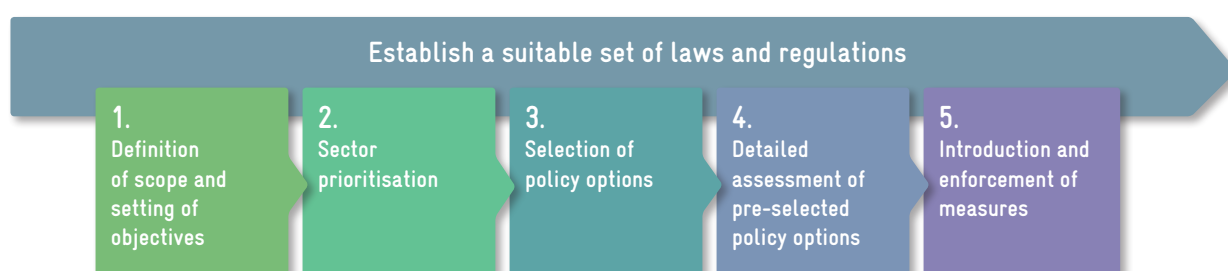 Establish a suitable set of laws and regulations
1.
Definition
of scope and
setting of
objectives
2.
Sector
prioritisation
3.
Selection of
policy options
4.
Detailed
assessment of
pre-selected
policy options
5.
Introduction and
enforcement of
measures